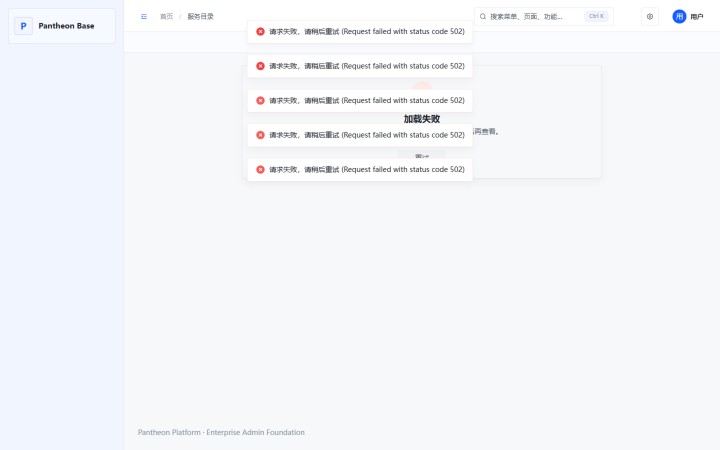 P Pantheon Base
首页 / 服务目录
搜索菜单、页面、功能... Ctrl K
用 用户
请求失败，请稍后重试 (Request failed with status code 502)
请求失败，请稍后重试 (Request failed with status code 502)
请求失败，请稍后重试 (Request failed with status code 502)
加载失败
再查看。
请求失败，请稍后重试 (Request failed with status code 502)
请求失败，请稍后重试 (Request failed with status code 502)
Pantheon Platform · Enterprise Admin Foundation